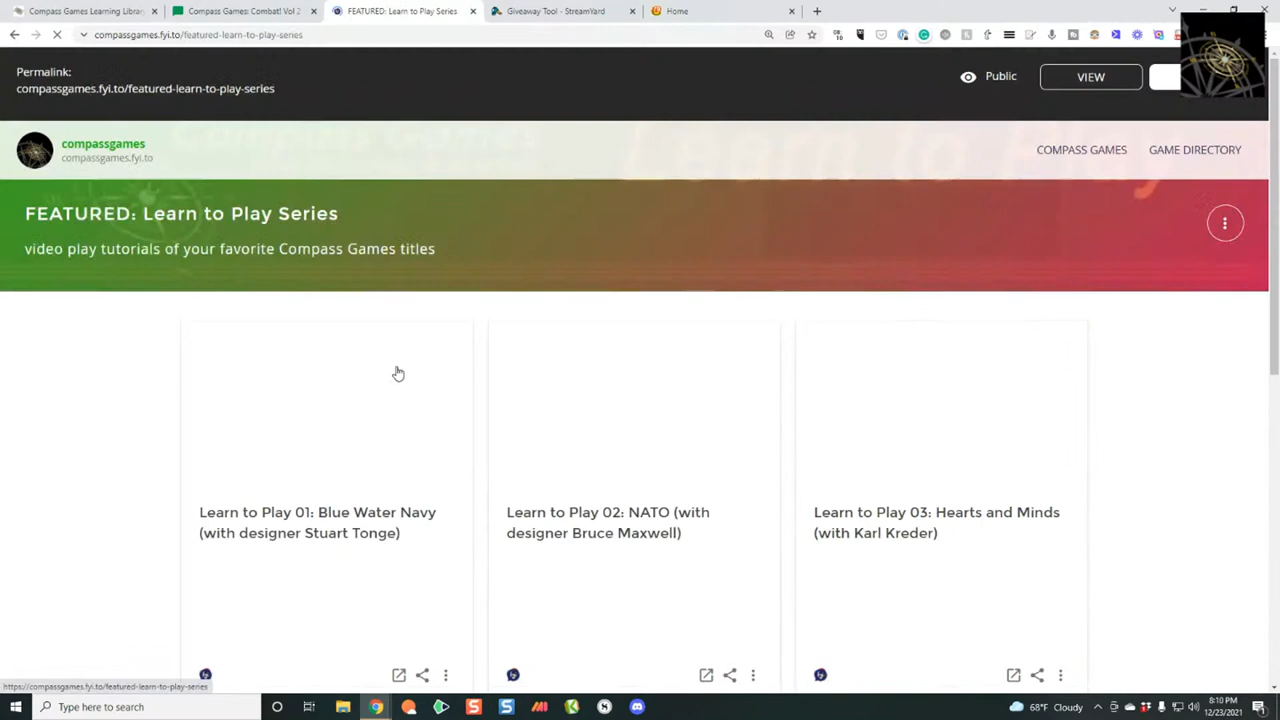 Compass Games Learning Library
Compass Games: Combat! Vol 2
FEATURED: Learn to Play Series
Giveaway Tool - StreamYard
Home
compassgames.fyi.to/featured-learn-to-play-series
Permalink:
compassgames.fyi.to/featured-learn-to-play-series
Public
VIEW
compassgames
compassgames.fyi.to
COMPASS GAMES
GAME DIRECTORY
FEATURED: Learn to Play Series
video play tutorials of your favorite Compass Games titles
Learn to Play 01: Blue Water Navy
(with designer Stuart Tonge)
Learn to Play 02: NATO (with
designer Bruce Maxwell)
Learn to Play 03: Hearts and Minds
(with Karl Kreder)
https://compassgames.fyi.to/featured-learn-to-play-series
Type here to search
68°F Cloudy
8:10 PM
12/23/2021